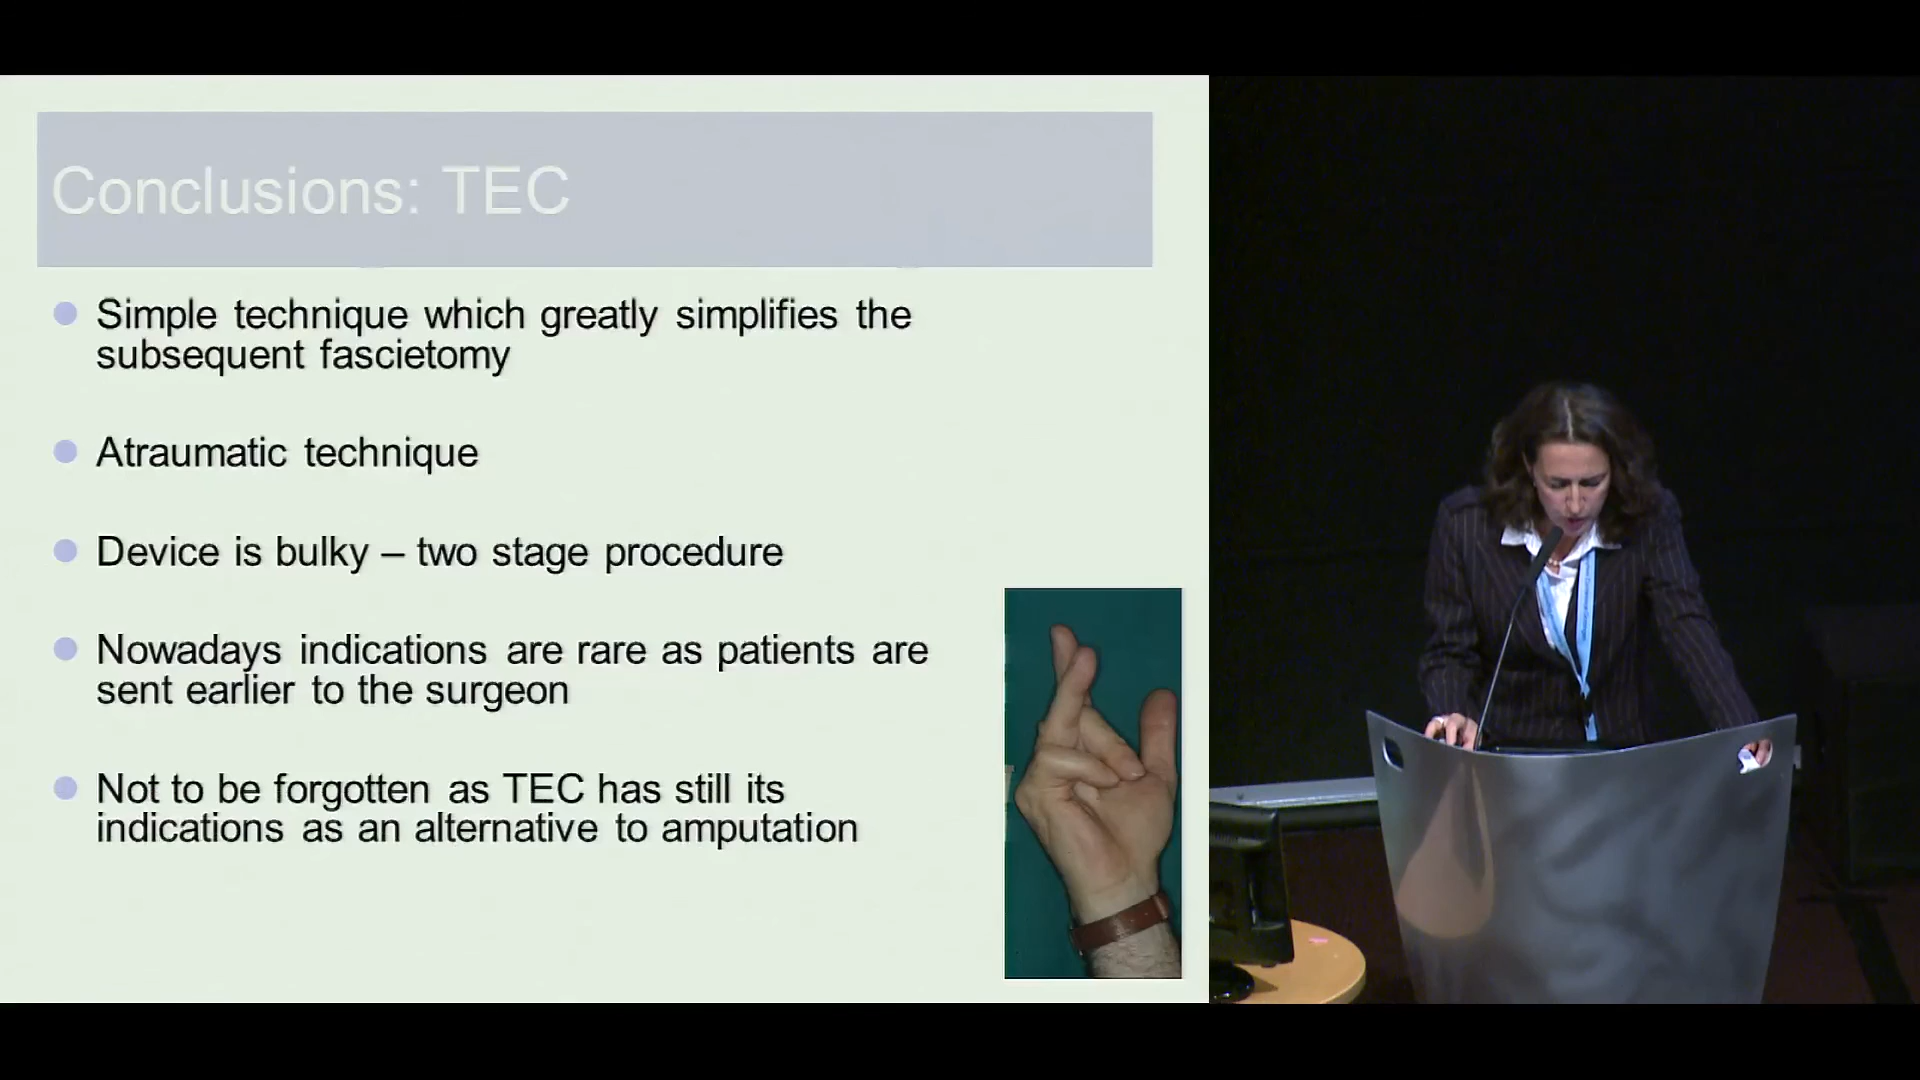 Conclusions: TEC
Simple technique which greatly simplifies the
subsequent fascietomy
Atraumatic technique
Device is bulky – two stage procedure
Nowadays indications are rare as patients are
sent earlier to the surgeon
Not to be forgotten as TEC has still its
indications as an alternative to amputation